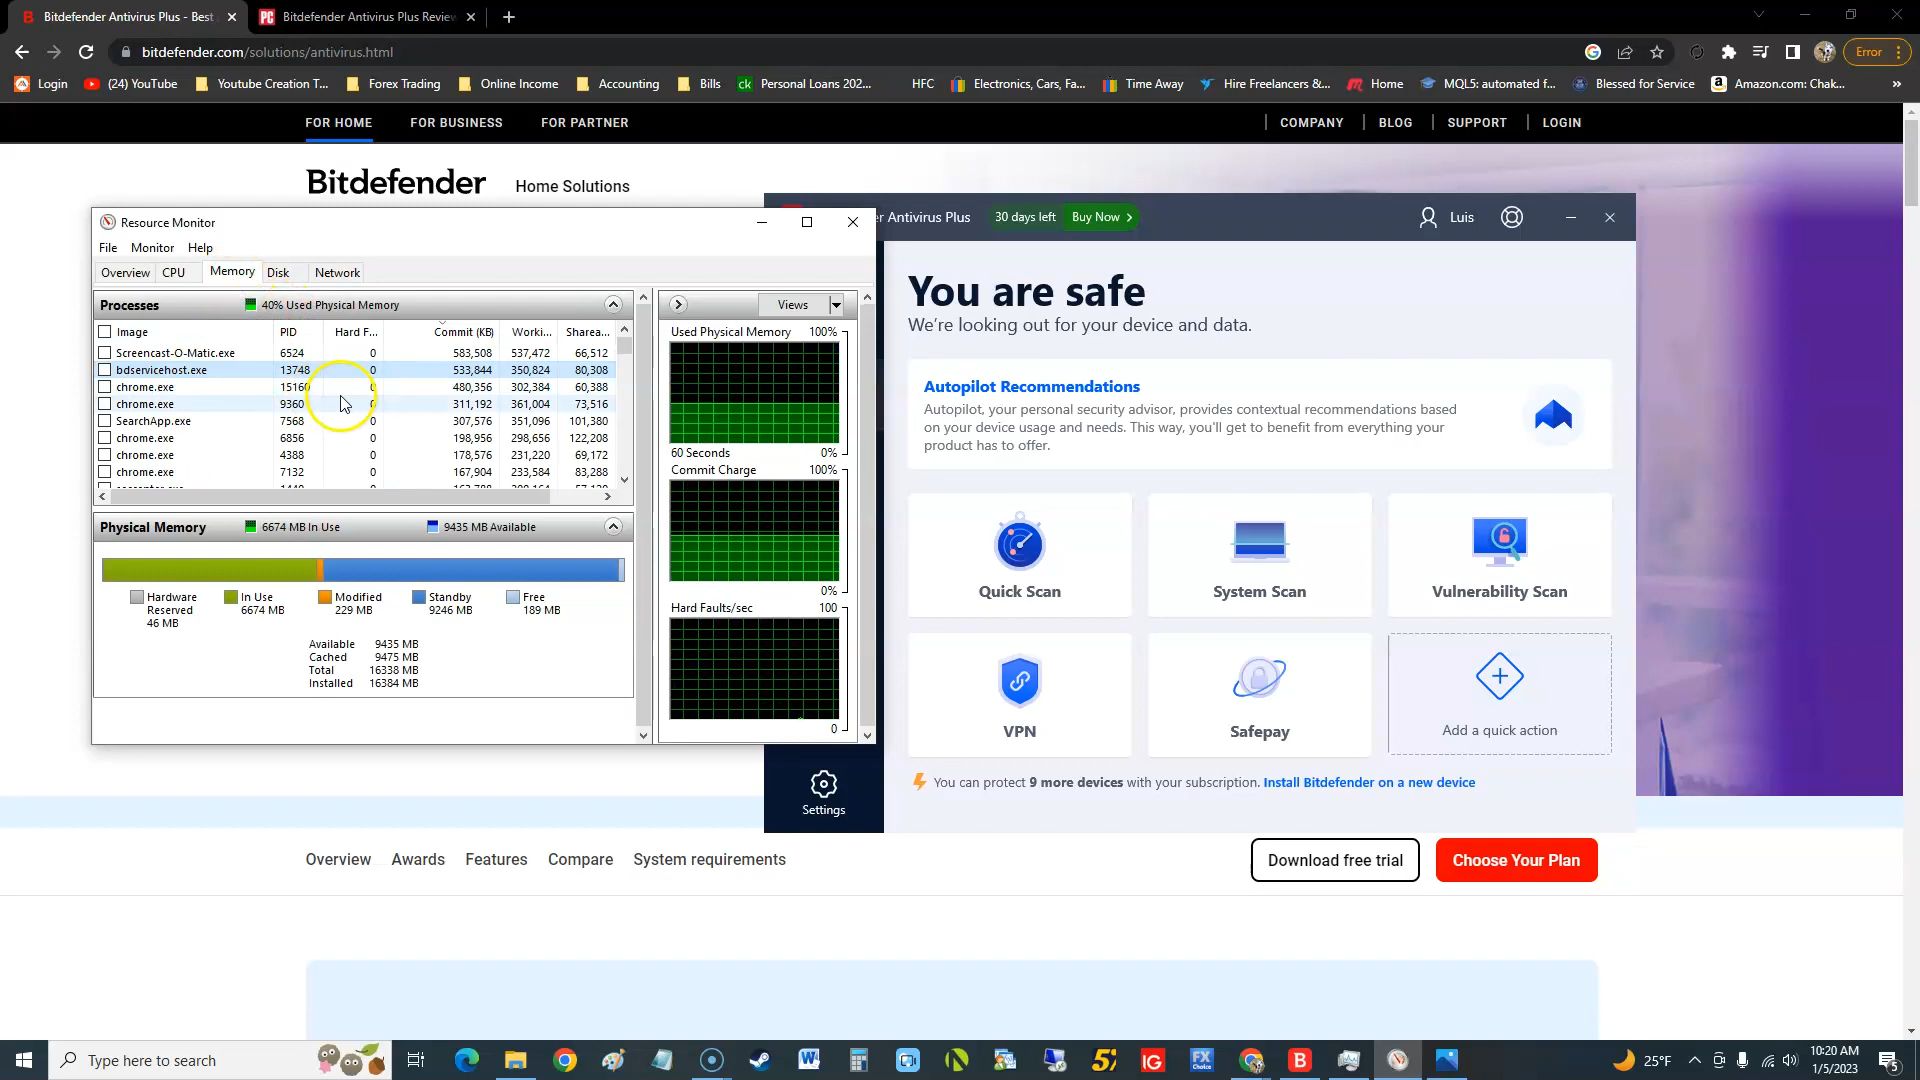 Bitdefender Antivirus Plus - Best
Bitdefender Antivirus Plus Review
bitdefender.com/solutions/antivirus.html
Error
Login
(24) YouTube
Youtube Creation T...
Forex Trading
Online Income
Accounting
Bills
Personal Loans 202...
HFC
Electronics, Cars, Fa...
Time Away
Hire Freelancers &...
Home
MQL5: automated f...
Blessed for Service
Amazon.com: Chak...
FOR HOME FOR BUSINESS FOR PARTNER
COMPANY BLOG SUPPORT LOGIN
Bitdefender Home Solutions
Resource Monitor
File Monitor Help
Overview CPU Memory Disk Network
Processes 40% Used Physical Memory
Image PID Hard F... Commit (KB) Worki... Sharea...
Screencast-O-Matic.exe 6524 0 583,508 537,472 66,512
bdservicehost.exe 13748 0 533,844 350,824 80,308
chrome.exe 15160 0 480,356 302,384 60,388
chrome.exe 9360 0 311,192 361,004 73,516
SearchApp.exe 7568 0 307,576 351,096 101,380
chrome.exe 6856 0 198,956 298,656 122,208
chrome.exe 4388 0 178,576 231,220 69,172
chrome.exe 7132 0 167,904 233,584 83,288
Physical Memory 6674 MB In Use 9435 MB Available
Hardware Reserved 46 MB
In Use 6674 MB
Modified 229 MB
Standby 9246 MB
Free 189 MB
Available 9435 MB
Cached 9475 MB
Total 16338 MB
Installed 16384 MB
Views
Used Physical Memory 100%
60 Seconds 0%
Commit Charge 100%
0%
Hard Faults/sec 100
0
er Antivirus Plus 30 days left Buy Now
Luis
You are safe
We're looking out for your device and data.
Autopilot Recommendations
Autopilot, your personal security advisor, provides contextual recommendations based
on your device usage and needs. This way, you'll get to benefit from everything your
product has to offer.
Quick Scan System Scan Vulnerability Scan
VPN Safepay Add a quick action
You can protect 9 more devices with your subscription. Install Bitdefender on a new device
Settings
Overview Awards Features Compare System requirements
Download free trial Choose Your Plan
Type here to search
25°F
10:20 AM
1/5/2023